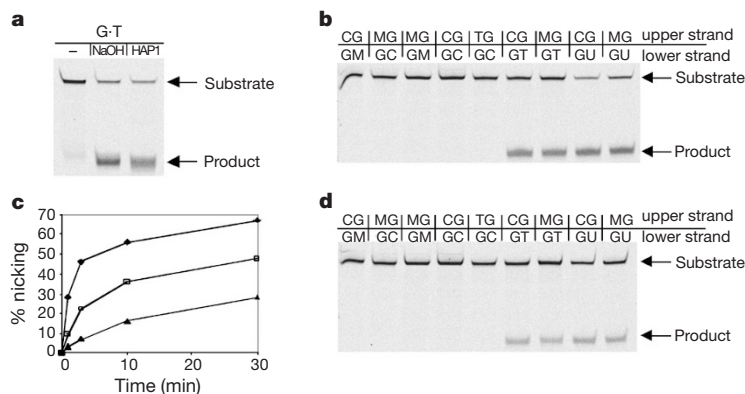 a
G·T
– NaOH HAP1
Substrate
Product
b
CG MG MG CG TG CG MG CG MG upper strand
GM GC GM GC GC GT GT GU GU lower strand
Substrate
Product
c
% nicking
70
60
50
40
30
20
10
0
0 10 20 30
Time (min)
d
CG MG MG CG TG CG MG CG MG upper strand
GM GC GM GC GC GT GT GU GU lower strand
Substrate
Product